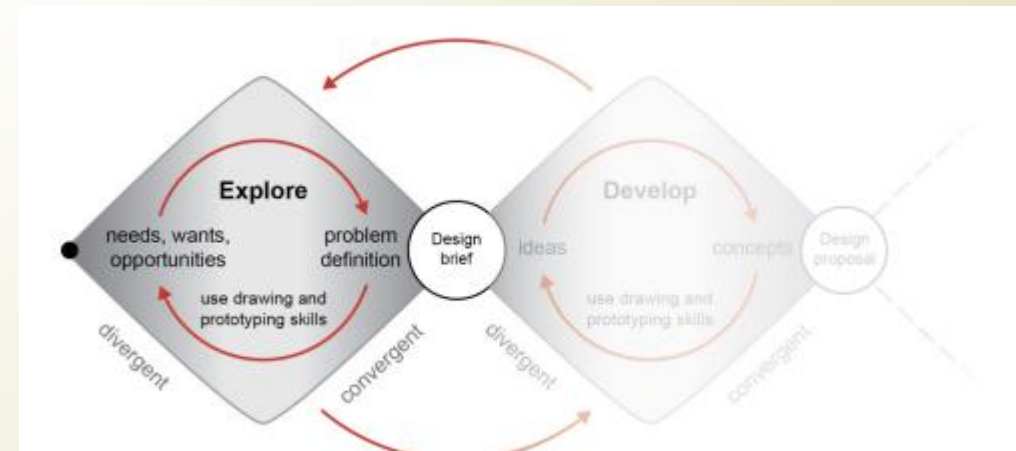 Explore
needs, wants,
opportunities
problem
definition
use drawing and
prototyping skills
divergent
convergent
Design
brief
Develop
ideas
concepts
use drawing and
prototyping skills
divergent
convergent
Design
proposal